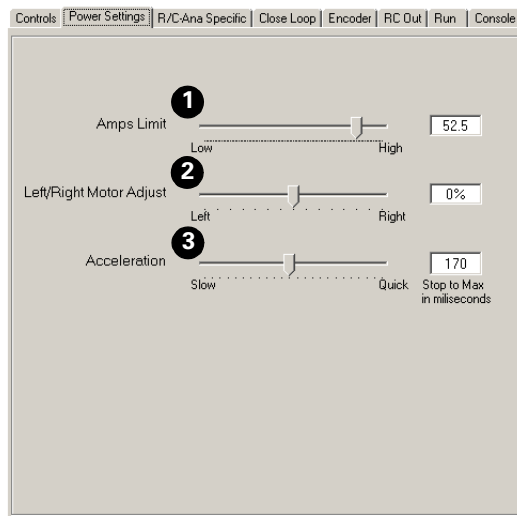 Controls Power Settings R/C-Ana Specific Close Loop Encoder RC Out Run Console
1
Amps Limit 52.5
Low High
2
Left/Right Motor Adjust 0%
Left Right
3
Acceleration 170
Slow Quick Stop to Max
in miliseconds